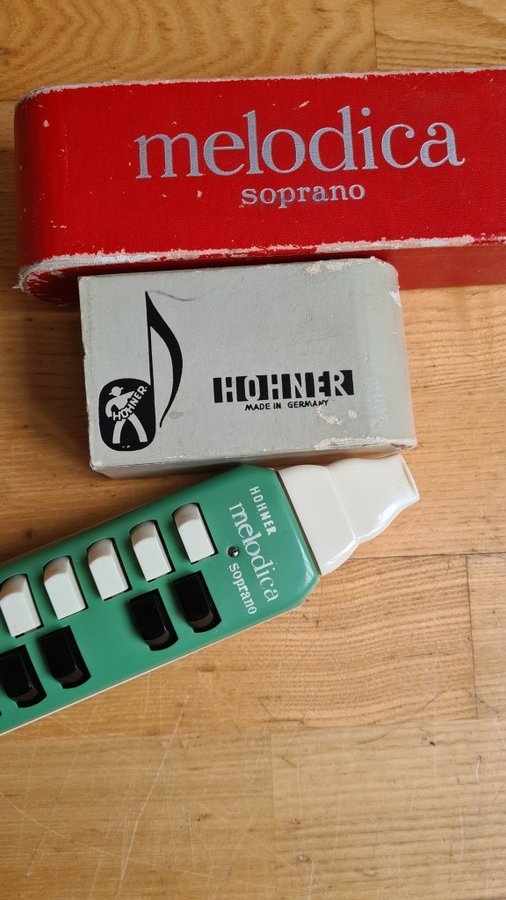 melodica
soprano
HOHNER
HOHNER
MADE IN GERMANY
HOHNER
melodica
soprano